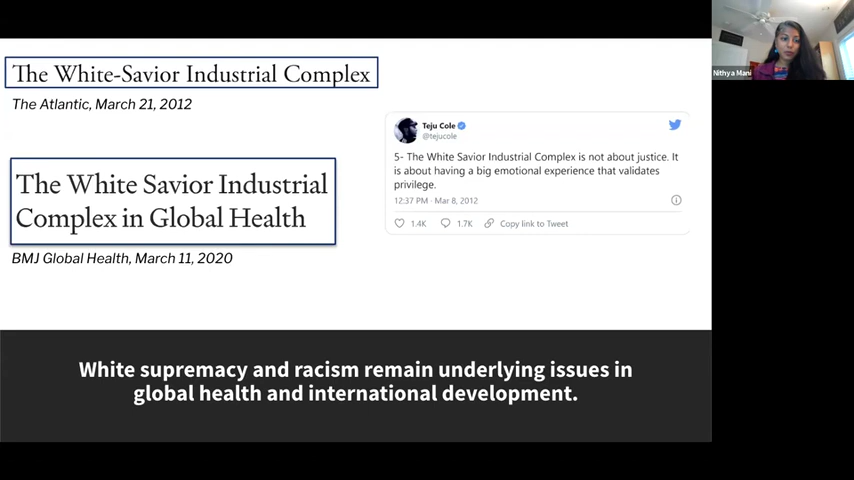 The White-Savior Industrial Complex
The Atlantic, March 21, 2012
The White Savior Industrial
Complex in Global Health
BMJ Global Health, March 11, 2020
Teju Cole
@tejucole
5- The White Savior Industrial Complex is not about justice. It
is about having a big emotional experience that validates
privilege.
12:37 PM · Mar 8, 2012
1.4K 1.7K Copy link to Tweet
White supremacy and racism remain underlying issues in
global health and international development.
Nithya Mani